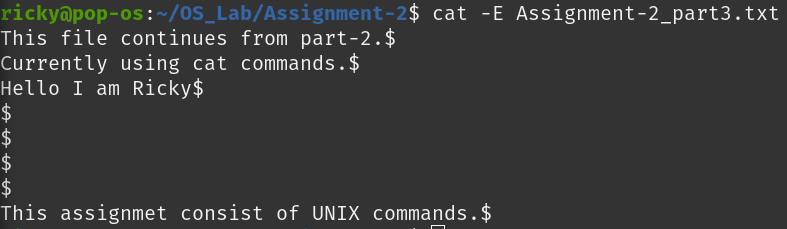 ricky@pop-os:~/OS_Lab/Assignment-2$ cat -E Assignment-2_part3.txt
This file continues from part-2.$
Currently using cat commands.$
Hello I am Ricky$
$
$
$
$
This assignmet consist of UNIX commands.$